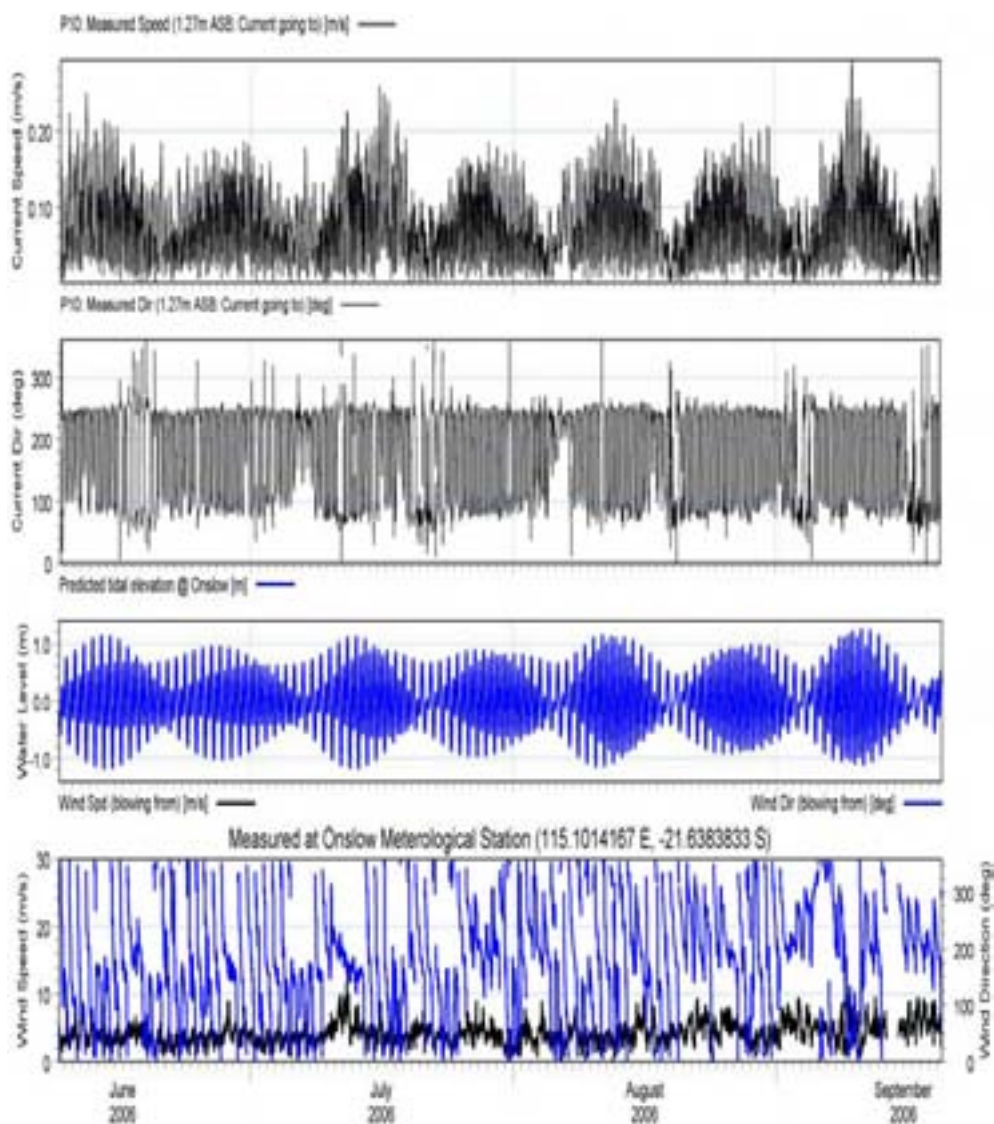 P10: Measured Speed (1.27m ASB: Current going to) [m/s]
Current Speed (m/s)
0.20
0.10
P10: Measured Dir (1.27m ASB: Current going to) [deg]
Current Dir (deg)
300
200
100
0
Predicted tidal elevation @ Onslow [m]
Water Level (m)
1.0
0.0
-1.0
Wind Spd (blowing from) [m/s]
Wind Dir (blowing from) [deg]
Measured at Onslow Meterological Station (115.1014167 E, -21.6383833 S)
Wind Speed (m/s)
30
20
10
0
Wind Direction (deg)
300
200
100
0
June
2006
July
2006
August
2006
September
2006